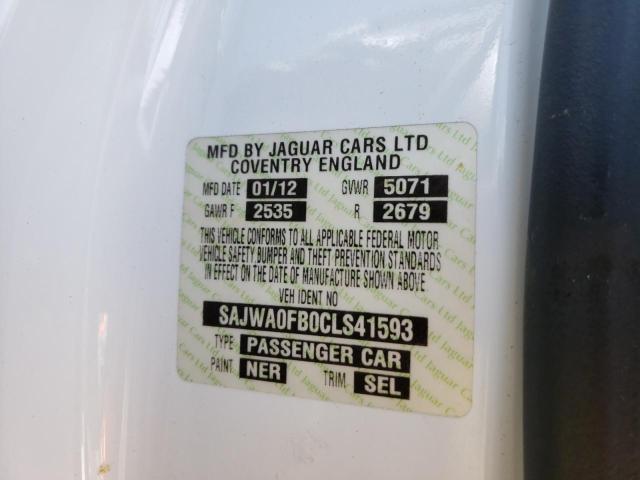 MFD BY JAGUAR CARS LTD
COVENTRY ENGLAND
MFD DATE 01/12 GVWR 5071
GAWR F 2535 R 2679
THIS VEHICLE CONFORMS TO ALL APPLICABLE FEDERAL MOTOR
VEHICLE SAFETY BUMPER AND THEFT PREVENTION STANDARDS
IN EFFECT ON THE DATE OF MANUFACTURE SHOWN ABOVE
VEH IDENT NO
SAJWA0FB0CLS41593
TYPE PASSENGER CAR
PAINT NER TRIM SEL